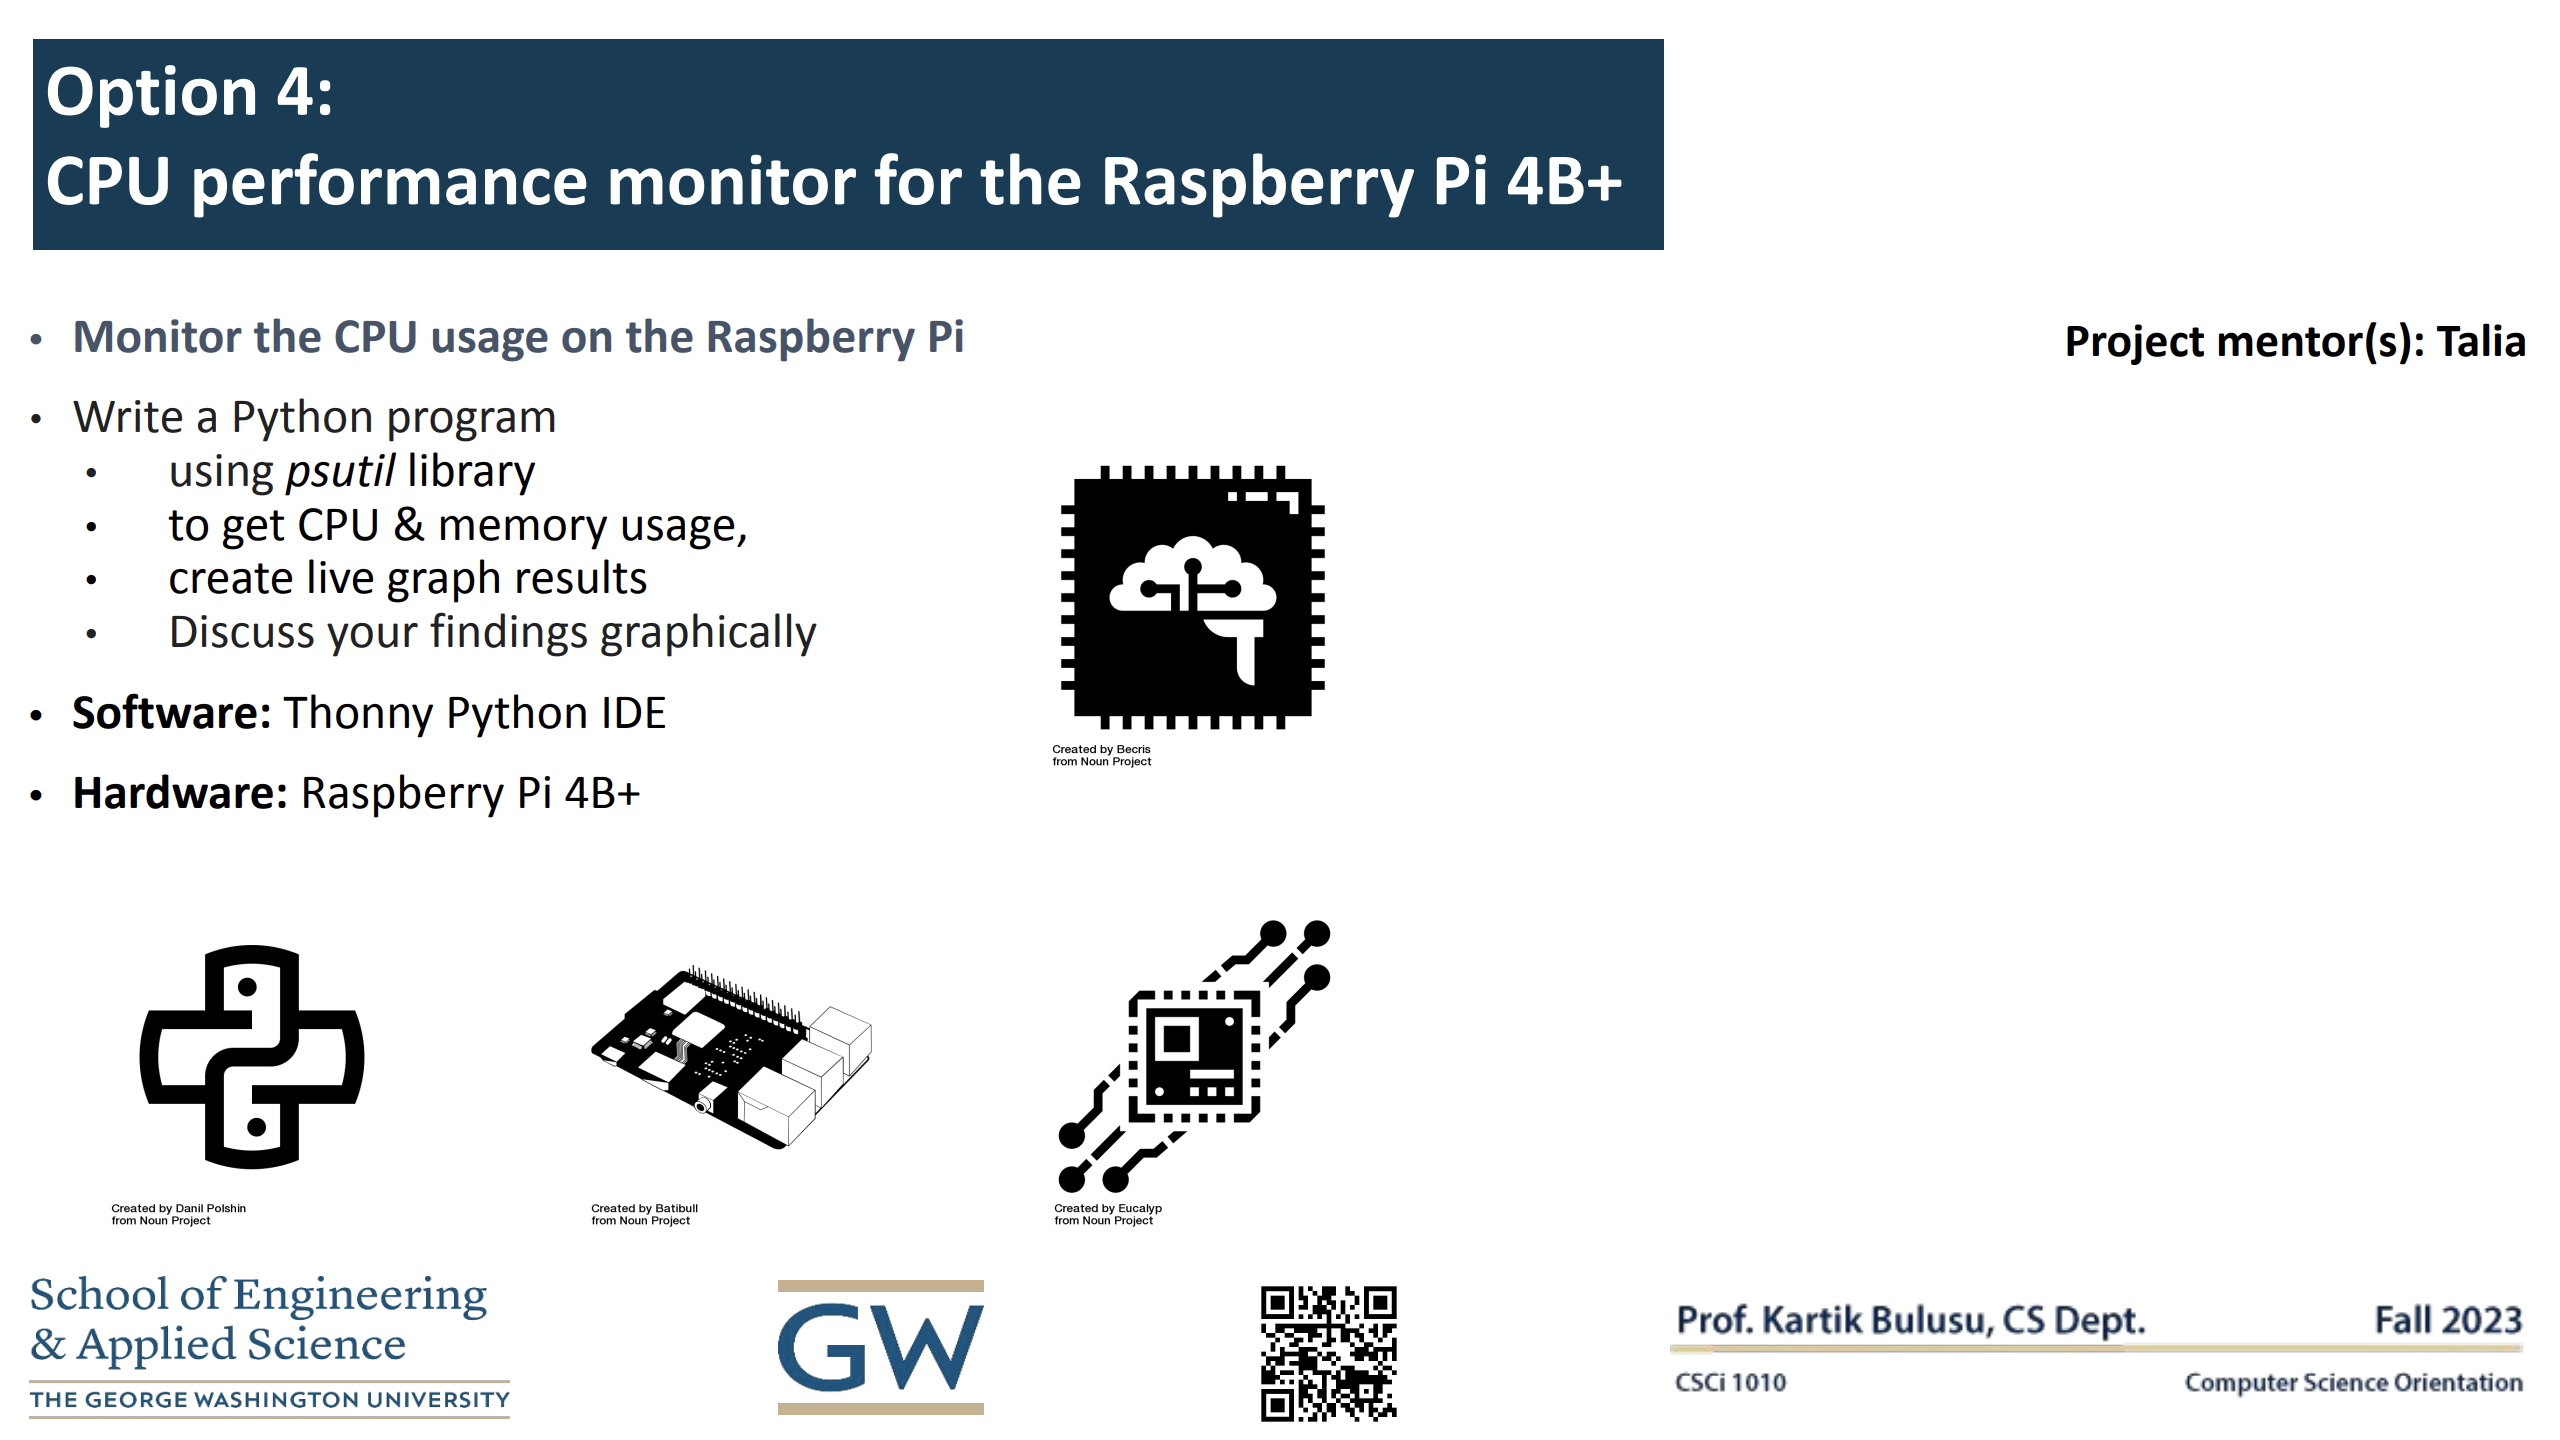 Option 4:
CPU performance monitor for the Raspberry Pi 4B+
• Monitor the CPU usage on the Raspberry Pi
Project mentor(s): Talia
• Write a Python program
• using psutil library
• to get CPU & memory usage,
• create live graph results
• Discuss your findings graphically
• Software: Thonny Python IDE
• Hardware: Raspberry Pi 4B+
Created by Becris
from Noun Project
Created by Danil Polshin
from Noun Project
Created by Batibull
from Noun Project
Created by Eucalyp
from Noun Project
School of Engineering
& Applied Science
THE GEORGE WASHINGTON UNIVERSITY
GW
Prof. Kartik Bulusu, CS Dept. Fall 2023
CSCi 1010 Computer Science Orientation